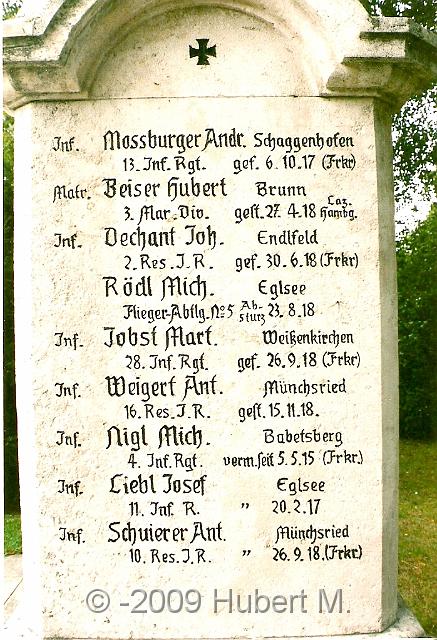 Inf. Mossburger Andr. Schaggenhofen
13. Inf. Rgt. gef. 6.10.17 (Frkr)
Matr. Beiser Hubert Brunn
3. Mar. Div. gest. 27. 4.18 Laz. Hambg.
Inf. Dechant Joh. Endlfeld
2. Res. J. R. gef. 30.6.18 (Frkr)
Rödl Mich. Eglsee
Flieger-Abtlg. No 5 Absturz 23.8.18
Inf. Jobst Mart. Weißenkirchen
28. Inf. Rgt. gef. 26.9.18 (Frkr)
Inf. Weigert Ant. Münchsried
16. Res. J. R. gest. 15.11.18.
Inf. Nigl Mich. Babetsberg
4. Inf. Rgt. verm. seit 5.5.15 (Frkr.)
Inf. Liebl Josef Eglsee
11. Inf. R. " 20.2.17
Inf. Schuierer Ant. Münchsried
10. Res. J. R. " 26.9.18. (Frkr)
© -2009 Hubert M.